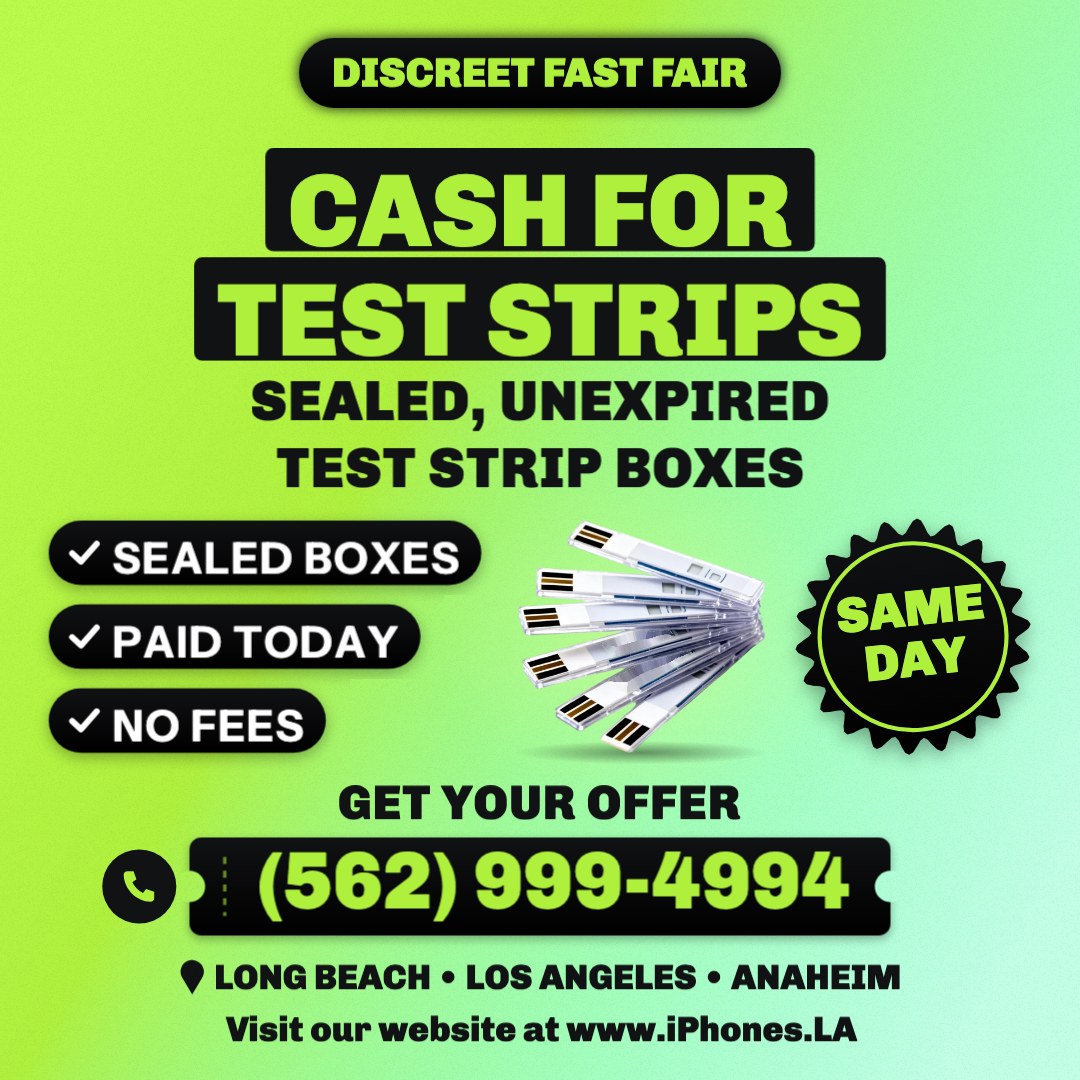 DISCREET FAST FAIR
CASH FOR
TEST STRIPS
SEALED, UNEXPIRED
TEST STRIP BOXES
SEALED BOXES
PAID TODAY
NO FEES
SAME
DAY
GET YOUR OFFER
(562) 999-4994
LONG BEACH • LOS ANGELES • ANAHEIM
Visit our website at www.iPhones.LA